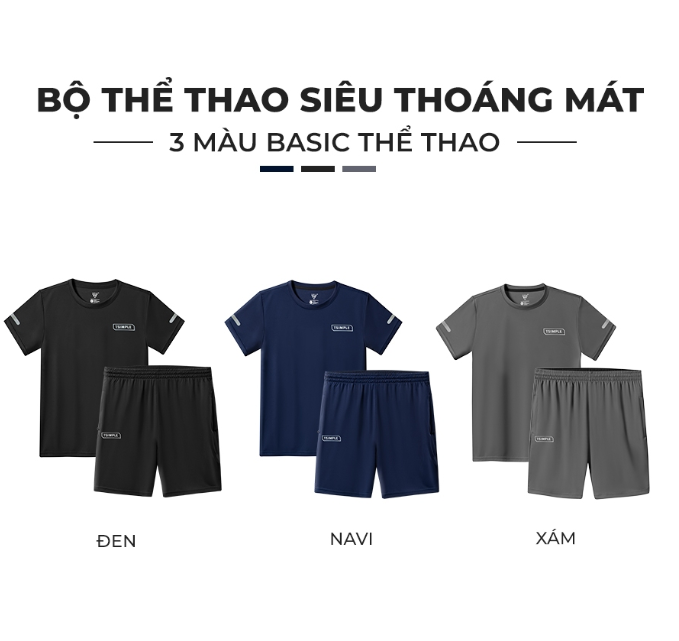 BỘ THỂ THAO SIÊU THOÁNG MÁT
3 MÀU BASIC THỂ THAO
TSIMPLE
TSIMPLE
TSIMPLE
TSIMPLE
TSIMPLE
TSIMPLE
ĐEN
NAVI
XÁM